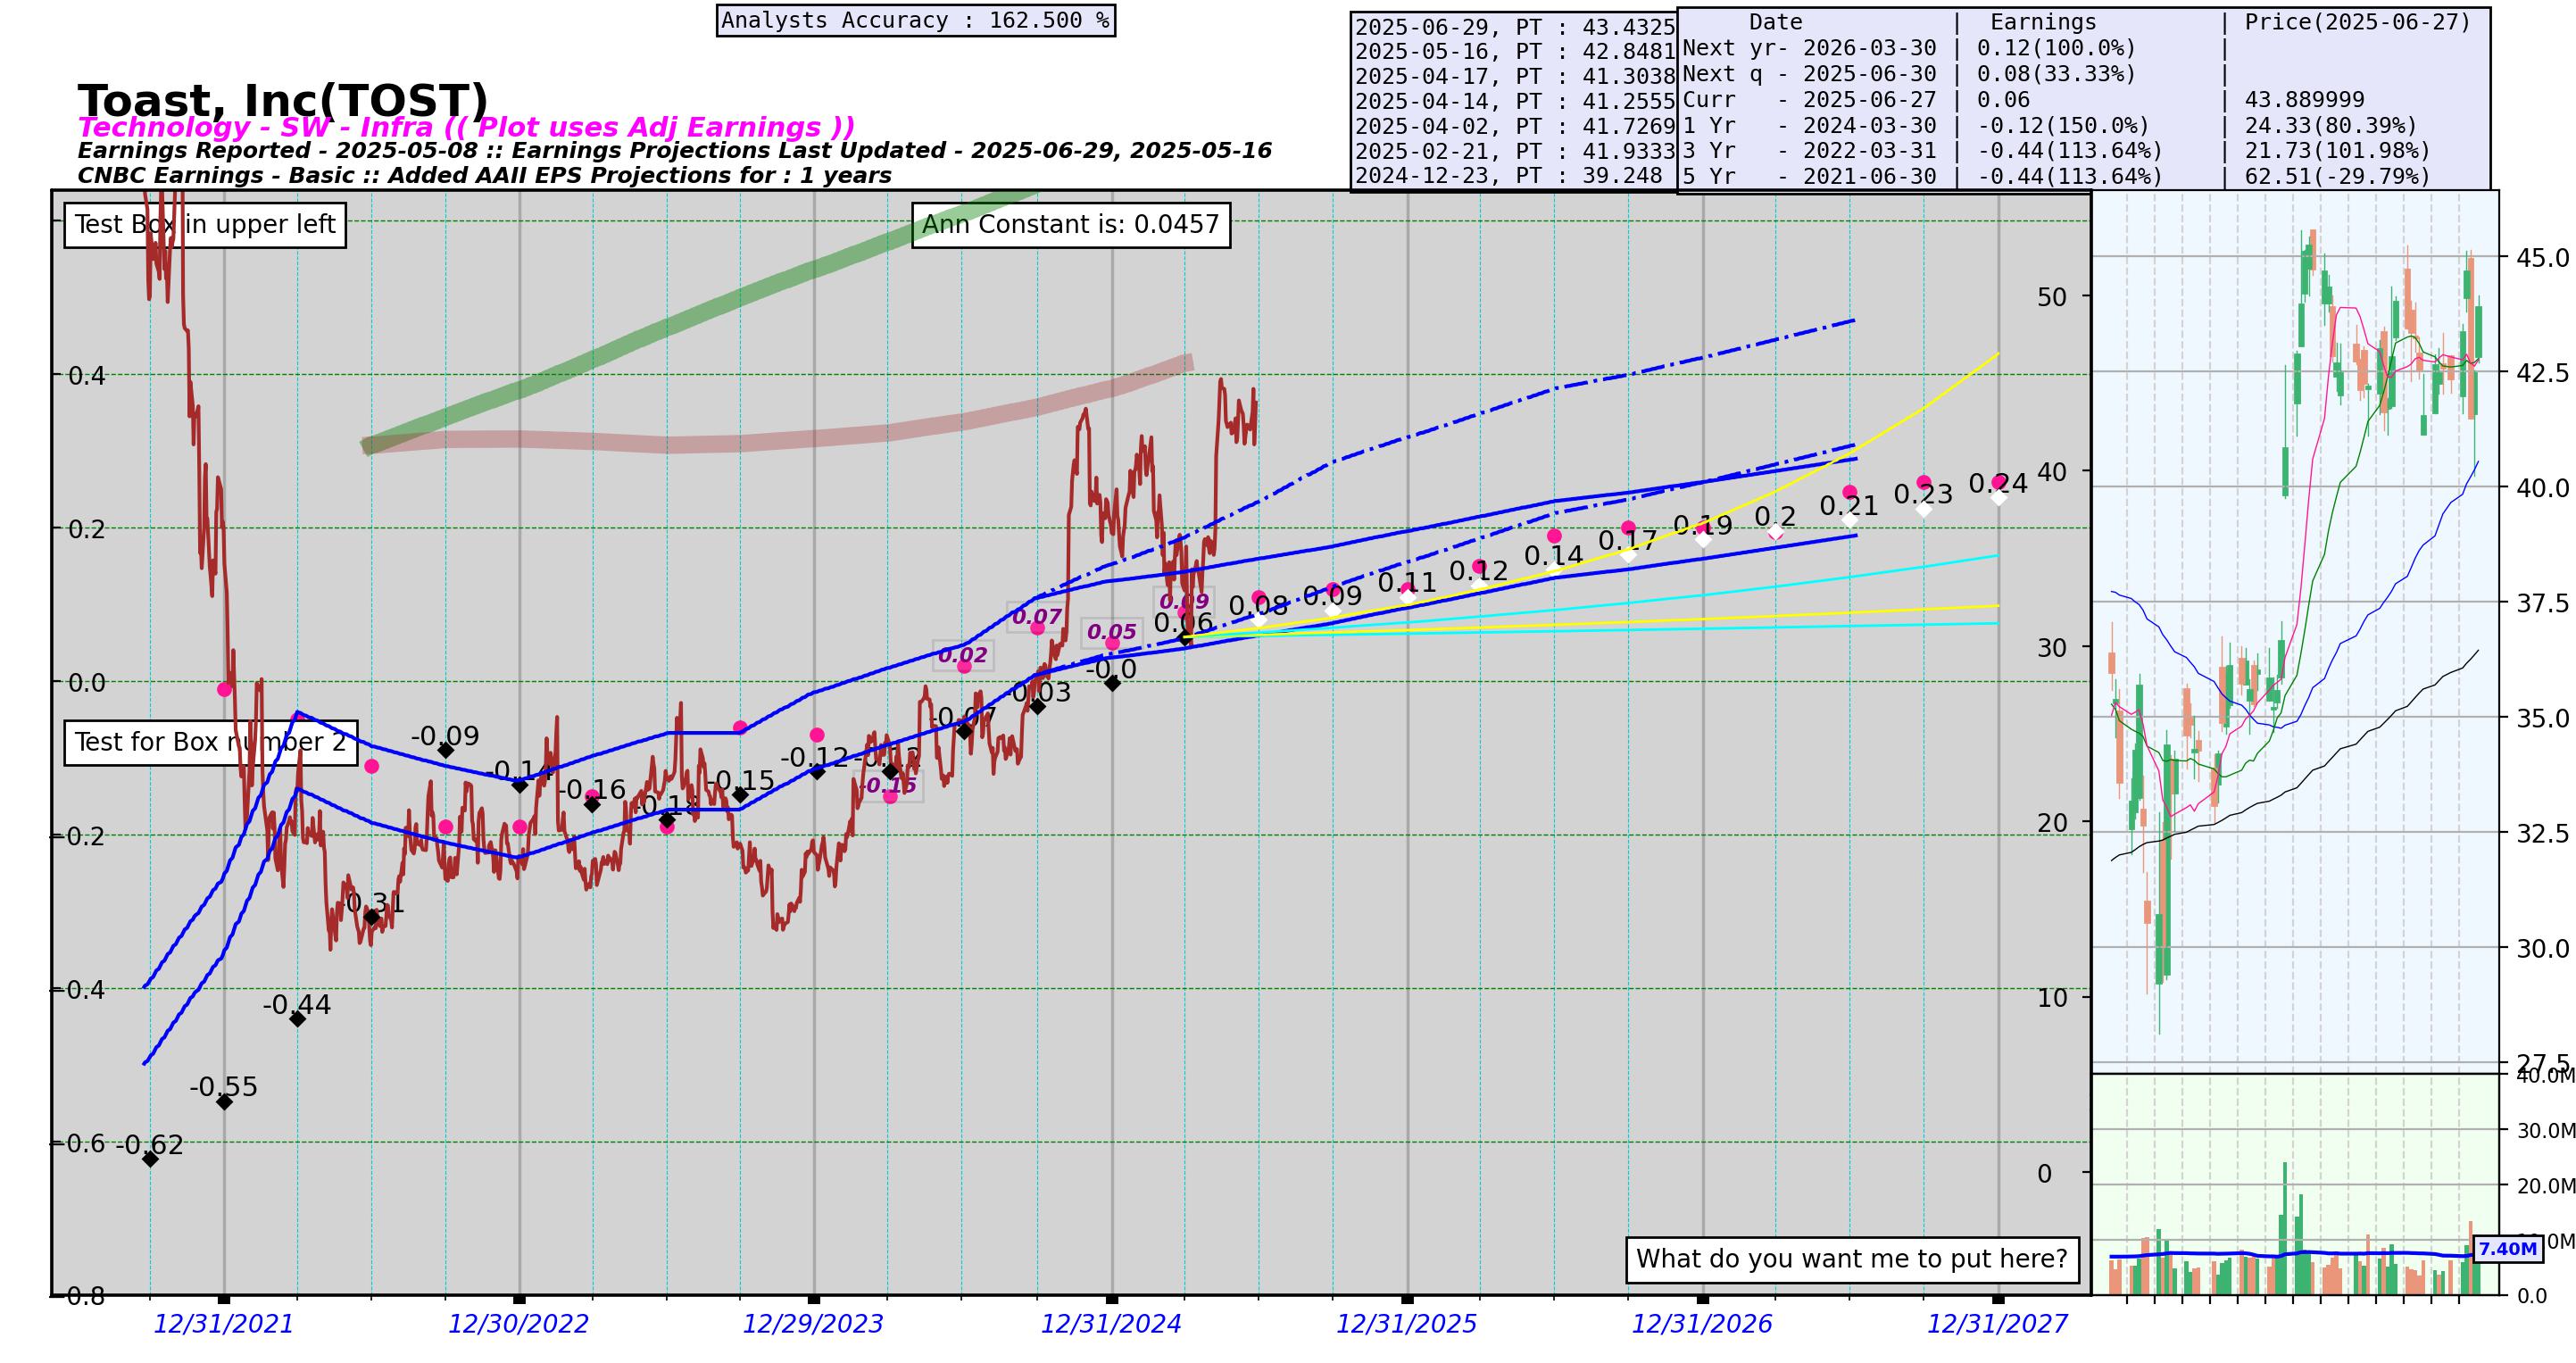 Analysts Accuracy : 162.500 %
2025-06-29, PT : 43.4325
2025-05-16, PT : 42.8481
2025-04-17, PT : 41.3038
2025-04-14, PT : 41.2555
2025-04-02, PT : 41.7269
2025-02-21, PT : 41.9333
2024-12-23, PT : 39.248
Date | Earnings | Price(2025-06-27)
Next yr- 2026-03-30 | 0.12(100.0%) |
Next q - 2025-06-30 | 0.08(33.33%) |
Curr - 2025-06-27 | 0.06 | 43.889999
1 Yr - 2024-03-30 | -0.12(150.0%) | 24.33(80.39%)
3 Yr - 2022-03-31 | -0.44(113.64%) | 21.73(101.98%)
5 Yr - 2021-06-30 | -0.44(113.64%) | 62.51(-29.79%)
Toast, Inc(TOST)
Technology - SW - Infra (( Plot uses Adj Earnings ))
Earnings Reported - 2025-05-08 :: Earnings Projections Last Updated - 2025-06-29, 2025-05-16
CNBC Earnings - Basic :: Added AAII EPS Projections for : 1 years
Test Box in upper left
Ann Constant is: 0.0457
Test for Box number 2
What do you want me to put here?
0.4
0.2
0.0
-0.2
-0.4
-0.6
-0.8
-0.62
-0.55
-0.44
-0.31
-0.09
-0.14
-0.16
-0.18
-0.15
-0.12
-0.12
-0.15
-0.07
0.02
-0.03
0.07
-0.0
0.05
0.06
0.09
0.08
0.09
0.11
0.12
0.14
0.17
0.19
0.2
0.21
0.23
0.24
50
40
30
20
10
0
45.0
42.5
40.0
37.5
35.0
32.5
30.0
27.5
40.0M
30.0M
20.0M
7.40M
0.0
12/31/2021
12/30/2022
12/29/2023
12/31/2024
12/31/2025
12/31/2026
12/31/2027